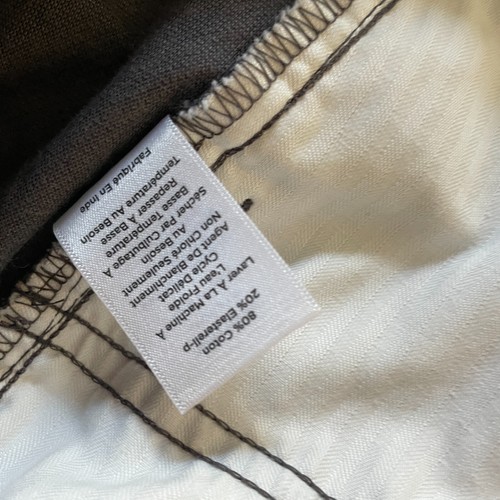 80% Coton
20% Elasterell-p
Laver À La Machine À
L'eau Froide
Cycle Délicat
Agent De Blanchiment
Non Chloré Seulement
Au Besoin
Sécher Par Culbutage À
Basse Température
Repasser À Basse
Température Au Besoin
Fabriqué En Inde